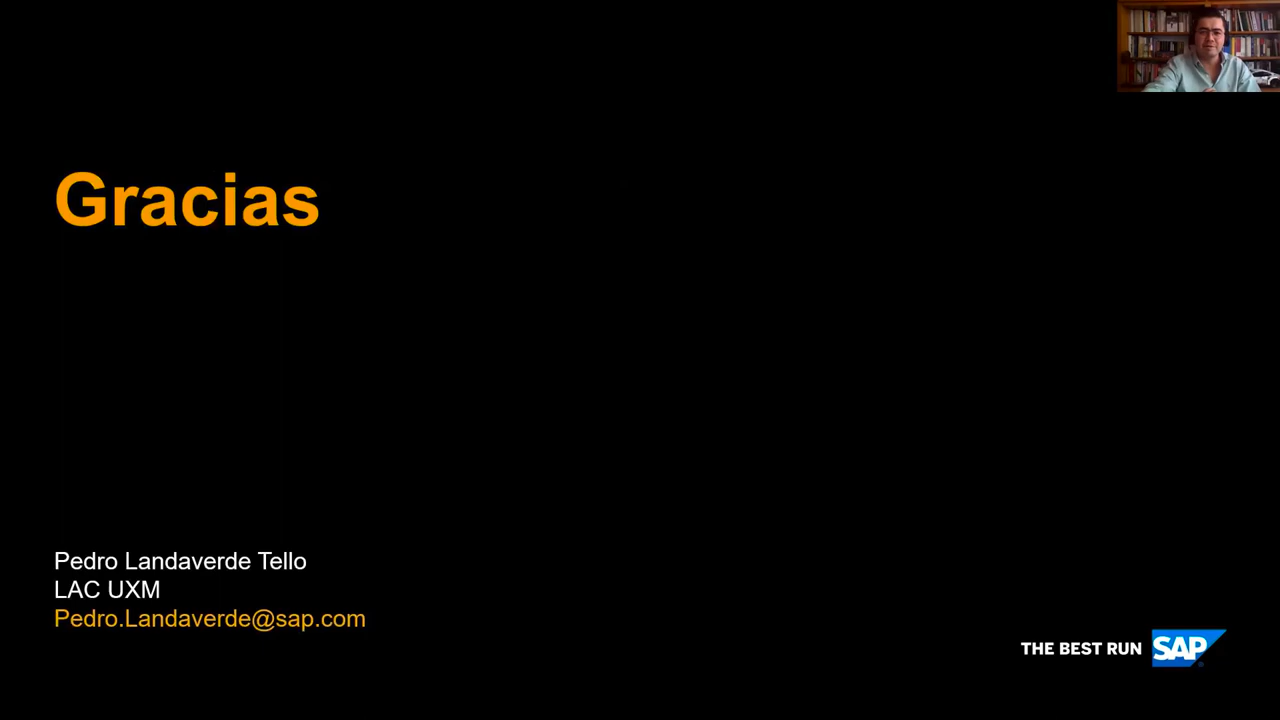 Gracias
Pedro Landaverde Tello
LAC UXM
Pedro.Landaverde@sap.com
THE BEST RUN SAP